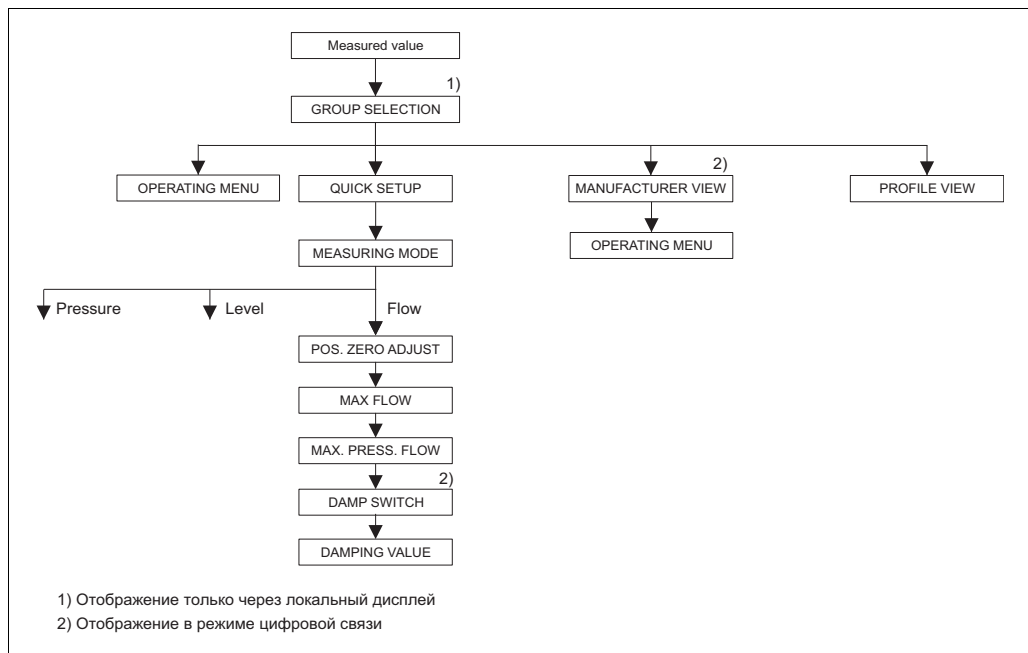 Measured value
1)
GROUP SELECTION
2)
OPERATING MENU
QUICK SETUP
MANUFACTURER VIEW
PROFILE VIEW
MEASURING MODE
OPERATING MENU
Pressure
Level
Flow
POS. ZERO ADJUST
MAX FLOW
MAX. PRESS. FLOW
2)
DAMP SWITCH
DAMPING VALUE
1) Отображение только через локальный дисплей
2) Отображение в режиме цифровой связи